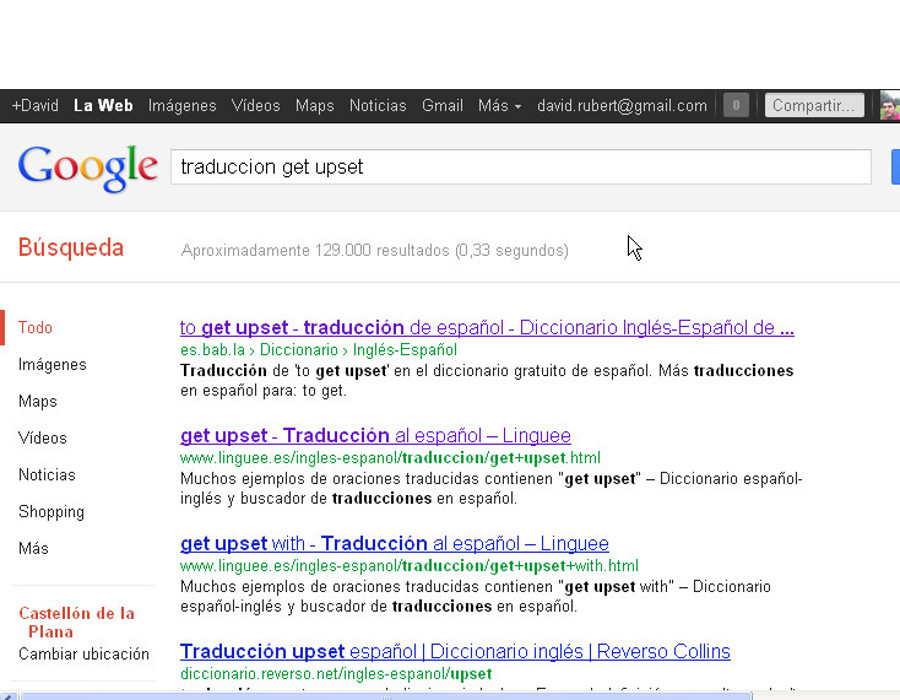 +David La Web Imágenes Vídeos Maps Noticias Gmail Más david.rubert@gmail.com 0 Compartir...
Google traduccion get upset
Búsqueda Aproximadamente 129.000 resultados (0,33 segundos)
Todo
Imágenes
Maps
Vídeos
Noticias
Shopping
Más
Castellón de la
Plana
Cambiar ubicación
to get upset - traducción de español - Diccionario Inglés-Español de ...
es.bab.la › Diccionario › Inglés-Español
Traducción de 'to get upset' en el diccionario gratuito de español. Más traducciones
en español para: to get.
get upset - Traducción al español – Linguee
www.linguee.es/ingles-espanol/traduccion/get+upset.html
Muchos ejemplos de oraciones traducidas contienen "get upset" – Diccionario español-
inglés y buscador de traducciones en español.
get upset with - Traducción al español – Linguee
www.linguee.es/ingles-espanol/traduccion/get+upset+with.html
Muchos ejemplos de oraciones traducidas contienen "get upset with" – Diccionario
español-inglés y buscador de traducciones en español.
Traducción upset español | Diccionario inglés | Reverso Collins
diccionario.reverso.net/ingles-espanol/upset